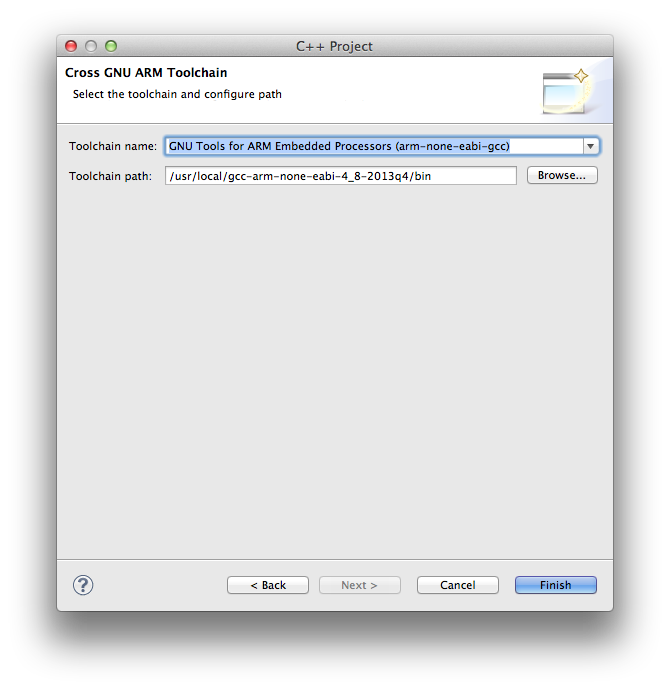 C++ Project
Cross GNU ARM Toolchain
Select the toolchain and configure path
Toolchain name: GNU Tools for ARM Embedded Processors (arm-none-eabi-gcc)
Toolchain path: /usr/local/gcc-arm-none-eabi-4_8-2013q4/bin Browse...
? < Back Next > Cancel Finish